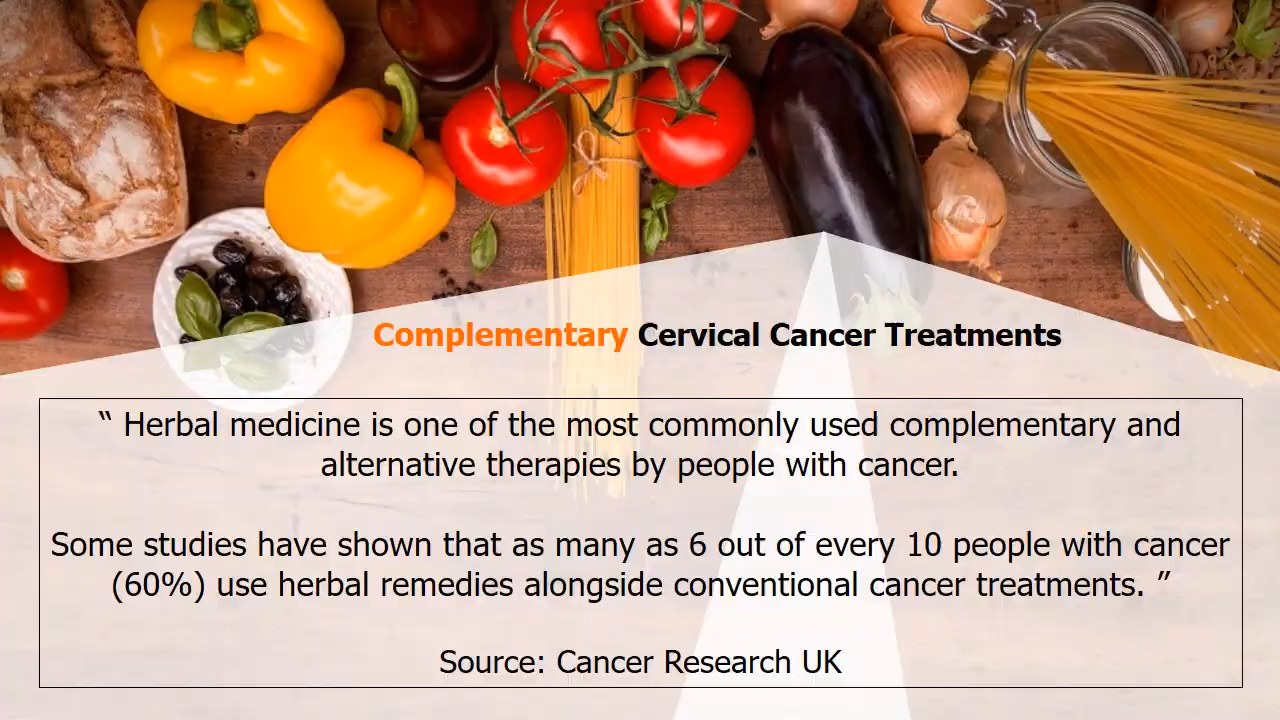 Complementary Cervical Cancer Treatments
“ Herbal medicine is one of the most commonly used complementary and
alternative therapies by people with cancer.
Some studies have shown that as many as 6 out of every 10 people with cancer
(60%) use herbal remedies alongside conventional cancer treatments. ”
Source: Cancer Research UK